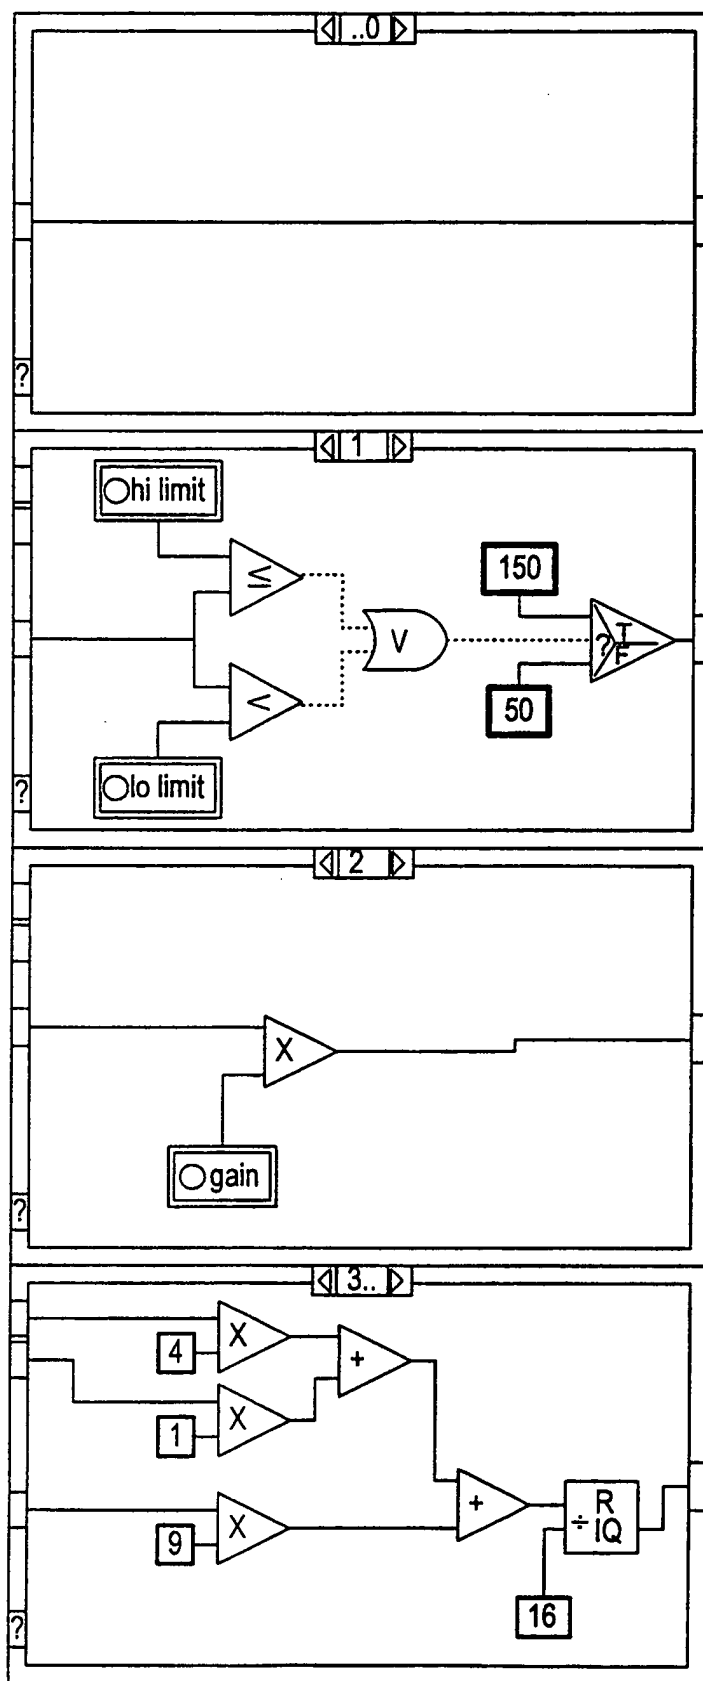 ..0
?
1
hi limit
≤
150
V
?
T
F
<
50
lo limit
?
2
X
gain
?
3..
X
4
+
X
1
X
9
+
R
÷ IQ
16
?